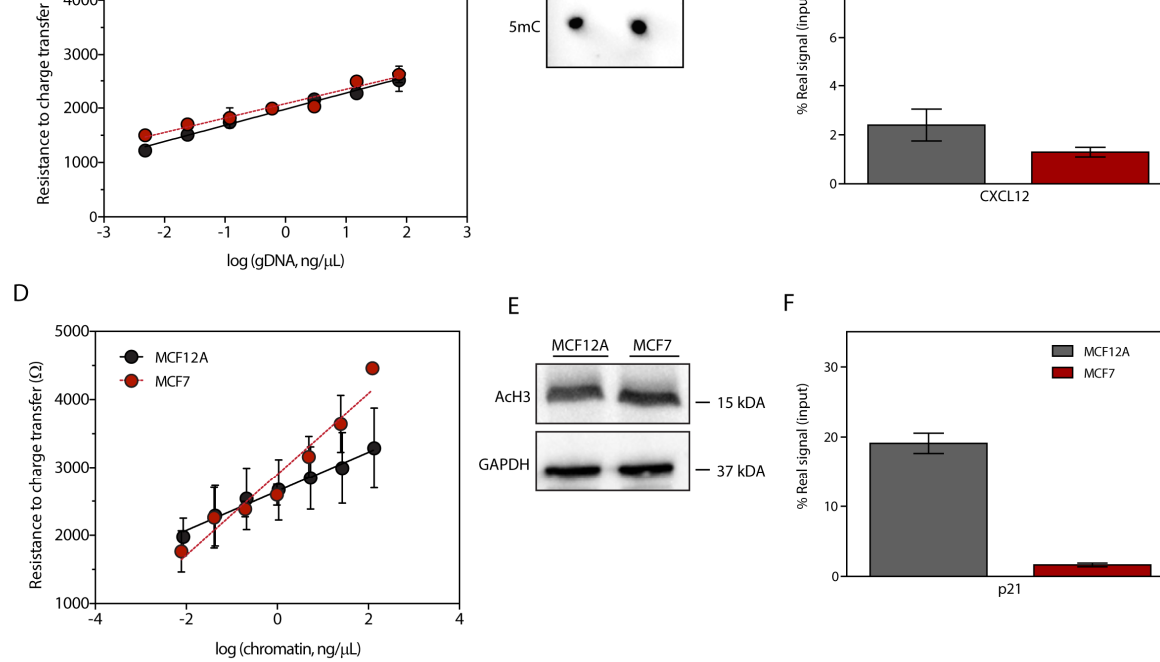 4000
3000
2000
1000
0
Resistance to charge transfer
-3 -2 -1 0 1 2 3
log (gDNA, ng/µL)
5mC
6
4
2
0
% Real signal (input
CXCL12
D
5000
4000
3000
2000
1000
Resistance to charge transfer (Ω)
MCF12A
MCF7
-4 -2 0 2 4
log (chromatin, ng/µL)
E
MCF12A MCF7
AcH3
15 kDA
GAPDH
37 kDA
F
30
20
10
0
% Real signal (input)
MCF12A
MCF7
p21